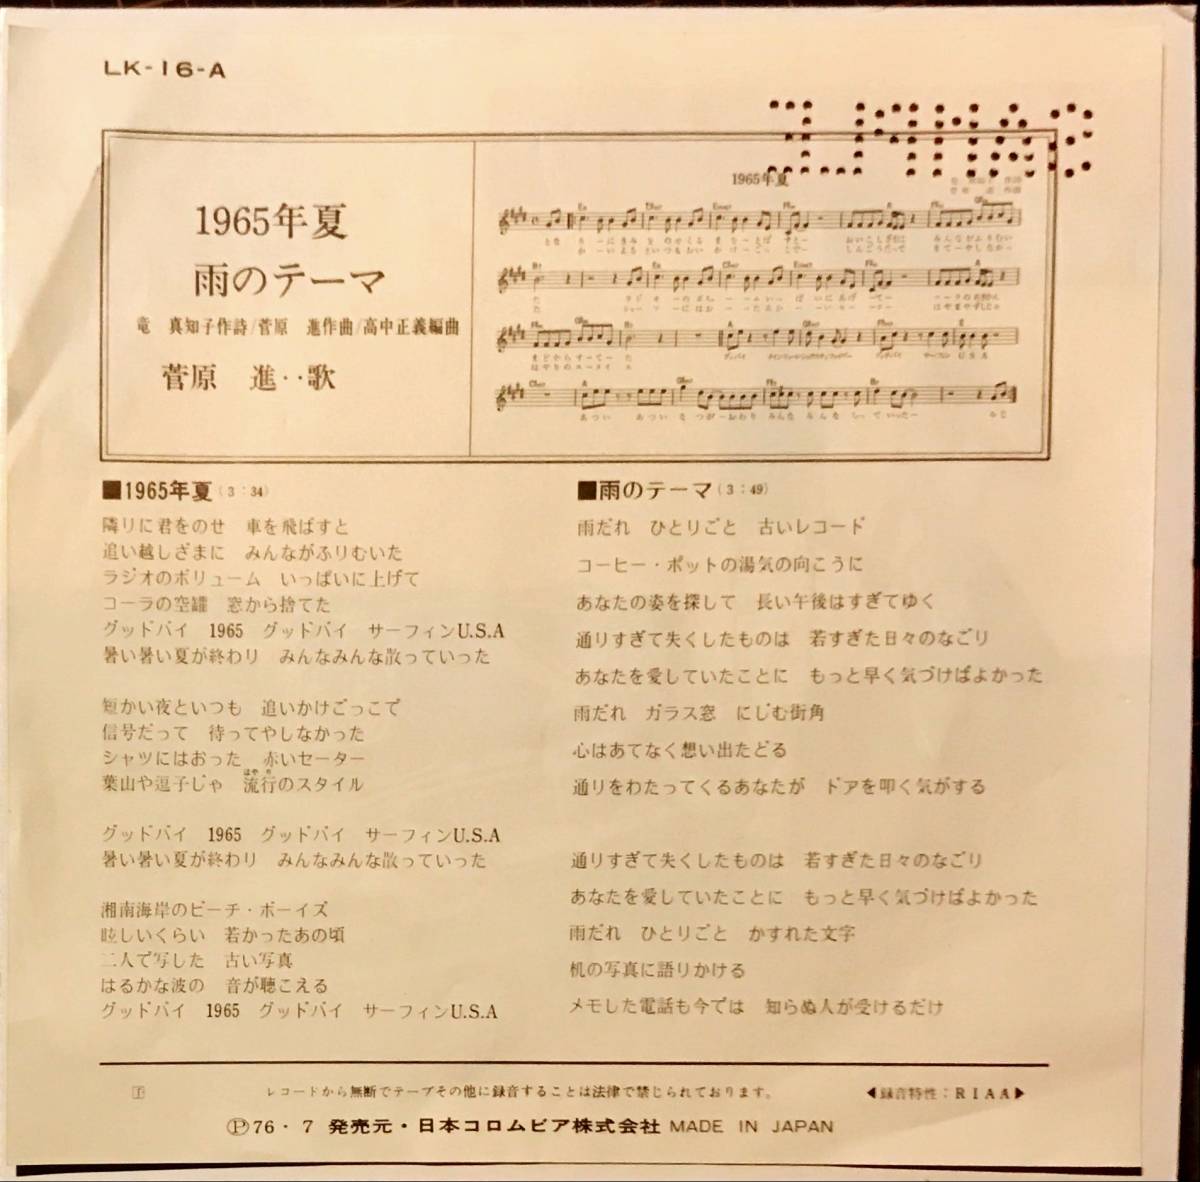 LK-16-A
SAMPLE
1965年夏
雨のテーマ
竜 真知子作詩/菅原 進作曲/高中正義編曲
菅原 進‥歌
1965年夏
■1965年夏(3:34)
隣りに君をのせ 車を飛ばすと
追い越しざまに みんながふりむいた
ラジオのボリューム いっぱいに上げて
コーラの空罐 窓から捨てた
グッドバイ 1965 グッドバイ サーフィンU.S.A
暑い暑い夏が終わり みんなみんな散っていった
短かい夜といつも 追いかけごっこで
信号だって 待ってやしなかった
シャツにはおった 赤いセーター
葉山や逗子じゃ 流行のスタイル
グッドバイ 1965 グッドバイ サーフィンU.S.A
暑い暑い夏が終わり みんなみんな散っていった
湘南海岸のビーチ・ボーイズ
眩しいくらい 若かったあの頃
二人で写した 古い写真
はるかな波の 音が聴こえる
グッドバイ 1965 グッドバイ サーフィンU.S.A
■雨のテーマ(3:49)
雨だれ ひとりごと 古いレコード
コーヒー・ポットの湯気の向こうに
あなたの姿を探して 長い午後はすぎてゆく
通りすぎて失くしたものは 若すぎた日々のなごり
あなたを愛していたことに もっと早く気づけばよかった
雨だれ ガラス窓 にじむ街角
心はあてなく想い出たどる
通りをわたってくるあなたが ドアを叩く気がする
通りすぎて失くしたものは 若すぎた日々のなごり
あなたを愛していたことに もっと早く気づけばよかった
雨だれ ひとりごと かすれた文字
机の写真に語りかける
メモした電話も今では 知らぬ人が受けるだけ
レコードから無断でテープその他に録音することは法律で禁じられております。
◀録音特性:RIAA▶
Ⓟ76・7 発売元・日本コロムビア株式会社 MADE IN JAPAN